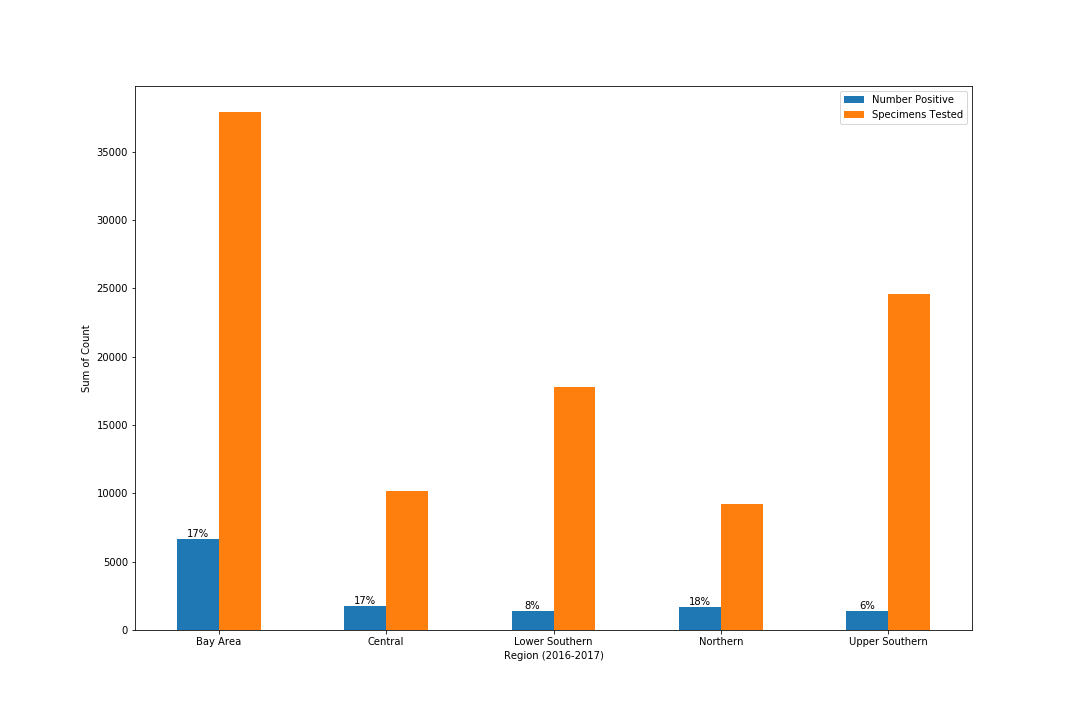 Number Positive
Specimens Tested
35000
30000
25000
20000
15000
10000
5000
0
Sum of Count
17%
17%
8%
18%
6%
Bay Area
Central
Lower Southern
Northern
Upper Southern
Region (2016-2017)